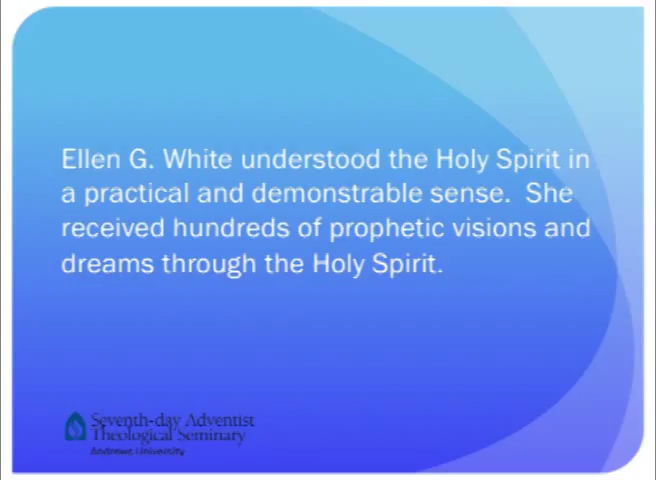 Ellen G. White understood the Holy Spirit in
a practical and demonstrable sense. She
received hundreds of prophetic visions and
dreams through the Holy Spirit.
Seventh-day Adventist
Theological Seminary
Andrews University